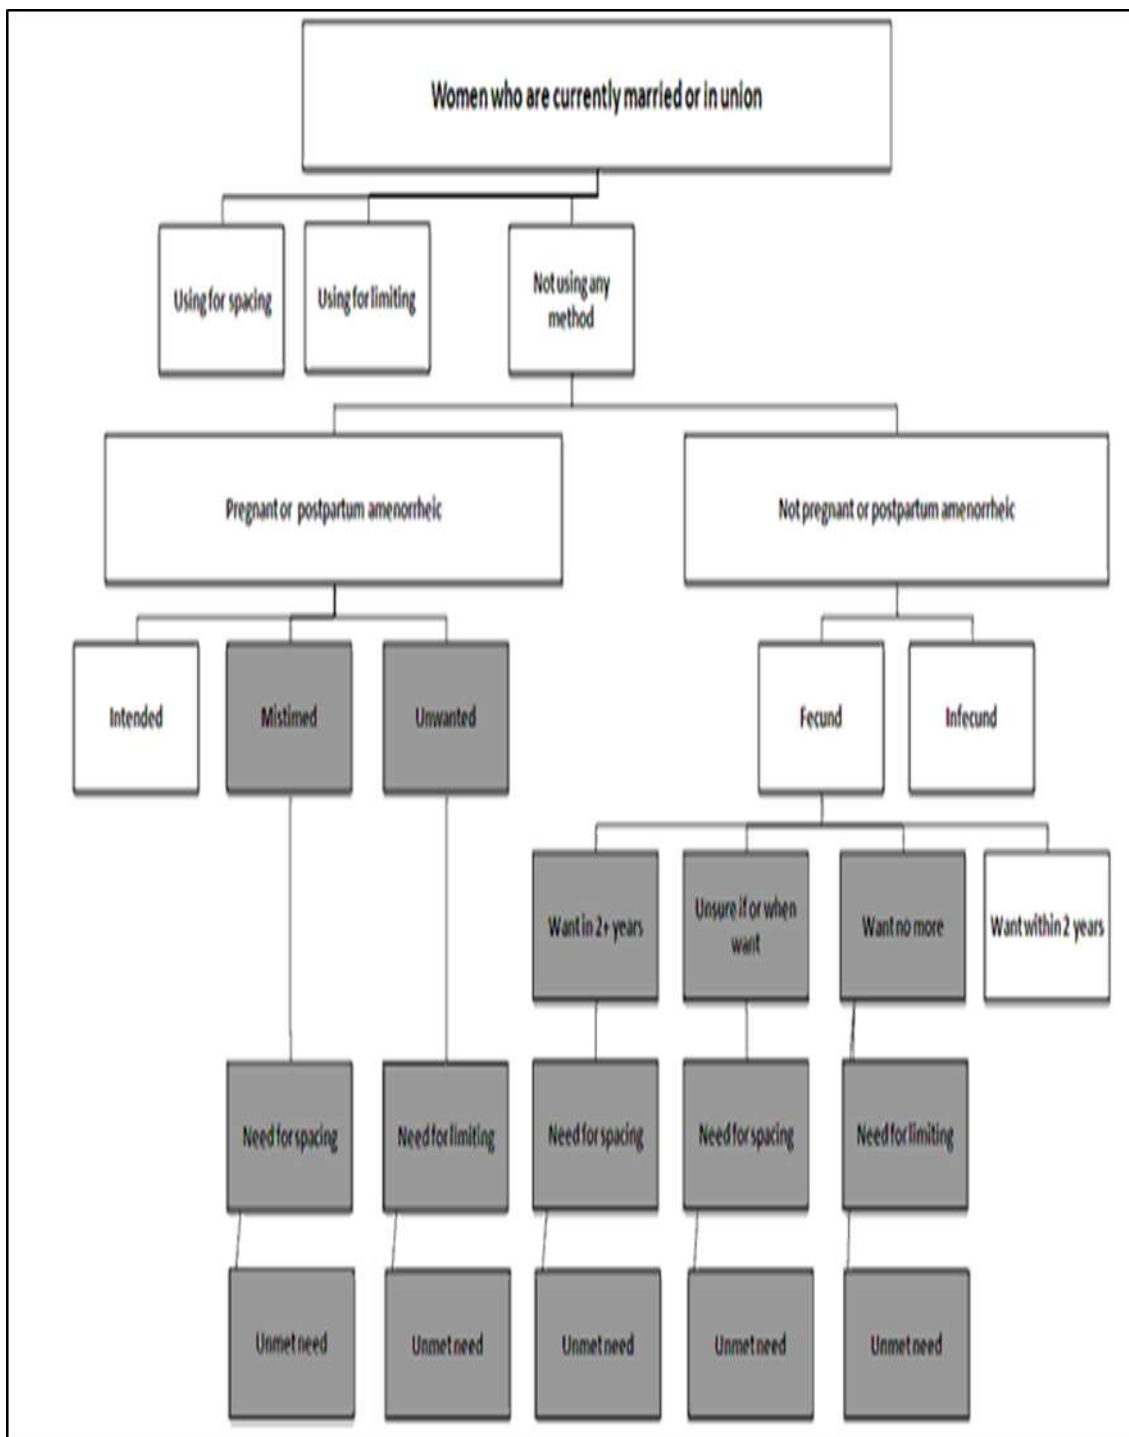 Women who are currently married or in union
Using for spacing
Using for limiting
Not using any
method
Pregnant or postpartum amenorrheic
Not pregnant or postpartum amenorrheic
Intended
Mistimed
Unwanted
Fecund
Infecund
Want in 2+ years
Unsure if or when
want
Want no more
Want within 2 years
Need for spacing
Need for limiting
Need for spacing
Need for spacing
Need for limiting
Unmet need
Unmet need
Unmet need
Unmet need
Unmet need